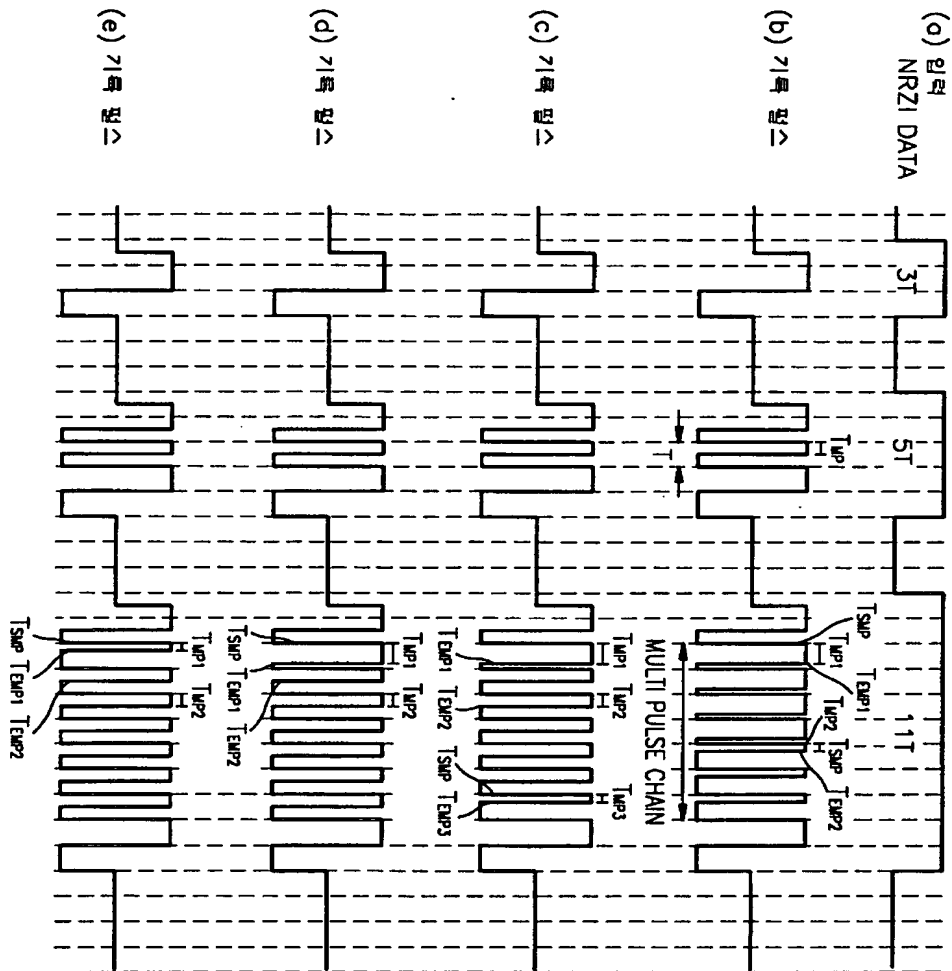 (a) 입력
NRZI DATA
3T
5T
11T
(b) 기록 펄스
TMP1
T
TSMP
TMP1
TEMP1
TMP2
TSMP
TEMP2
MULTI PULSE CHAIN
(c) 기록 펄스
TMP1
TEMP1
TMP2
TEMP2
TSMP
TMP3
TEMP3
(d) 기록 펄스
TMP1
TMP2
TSMP
TEMP1
TEMP2
(e) 기록 펄스
TMP1
TMP2
TSMP
TEMP1
TEMP2